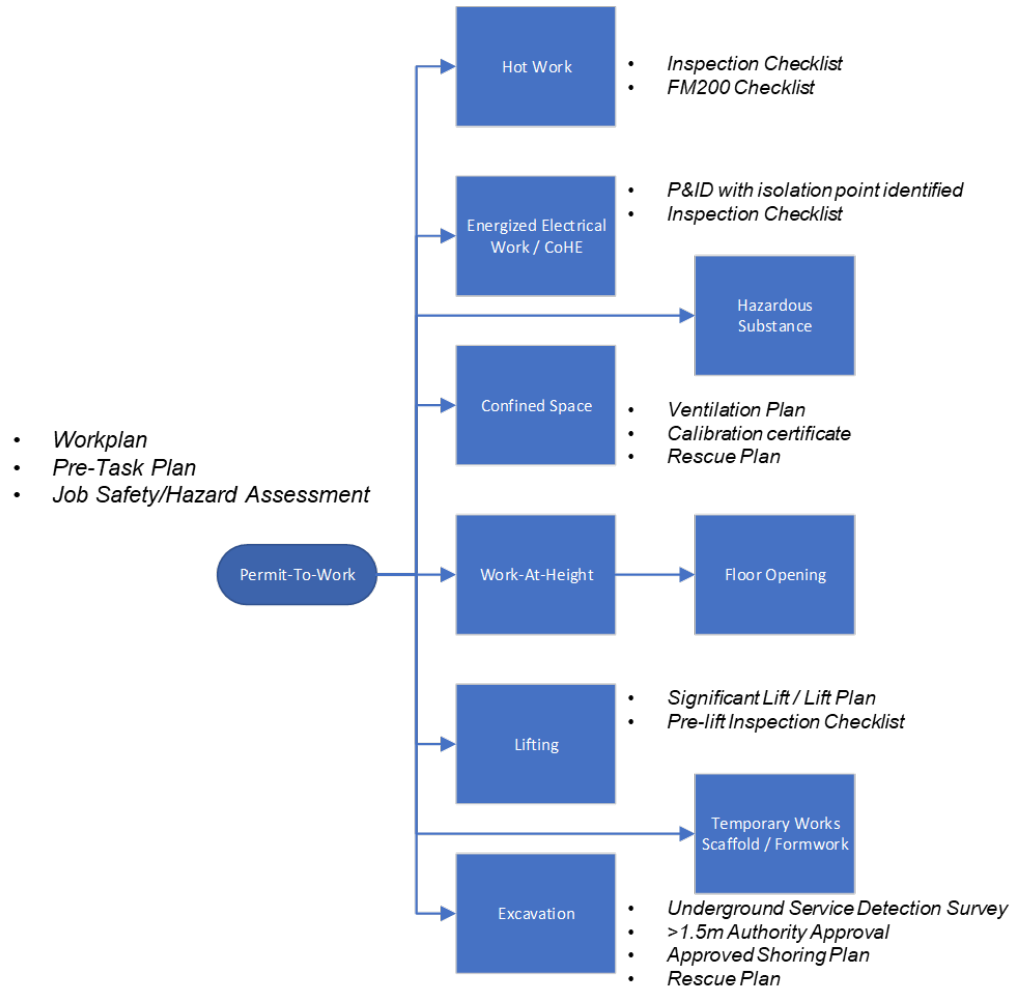 Hot Work
• Inspection Checklist
• FM200 Checklist
Energized Electrical
Work / CoHE
• P&ID with isolation point identified
• Inspection Checklist
Hazardous
Substance
Confined Space
• Ventilation Plan
• Calibration certificate
• Rescue Plan
• Workplan
• Pre-Task Plan
• Job Safety/Hazard Assessment
Permit-To-Work
Work-At-Height
Floor Opening
Lifting
• Significant Lift / Lift Plan
• Pre-lift Inspection Checklist
Temporary Works
Scaffold / Formwork
Excavation
• Underground Service Detection Survey
• >1.5m Authority Approval
• Approved Shoring Plan
• Rescue Plan